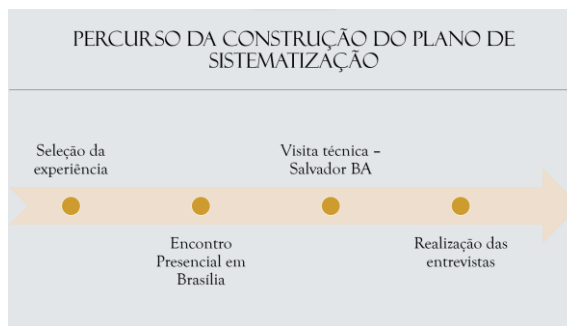 PERCURSO DA CONSTRUÇÃO DO PLANO DE
SISTEMATIZAÇÃO
Seleção da
experiência
Encontro
Presencial em
Brasília
Visita técnica –
Salvador BA
Realização das
entrevistas